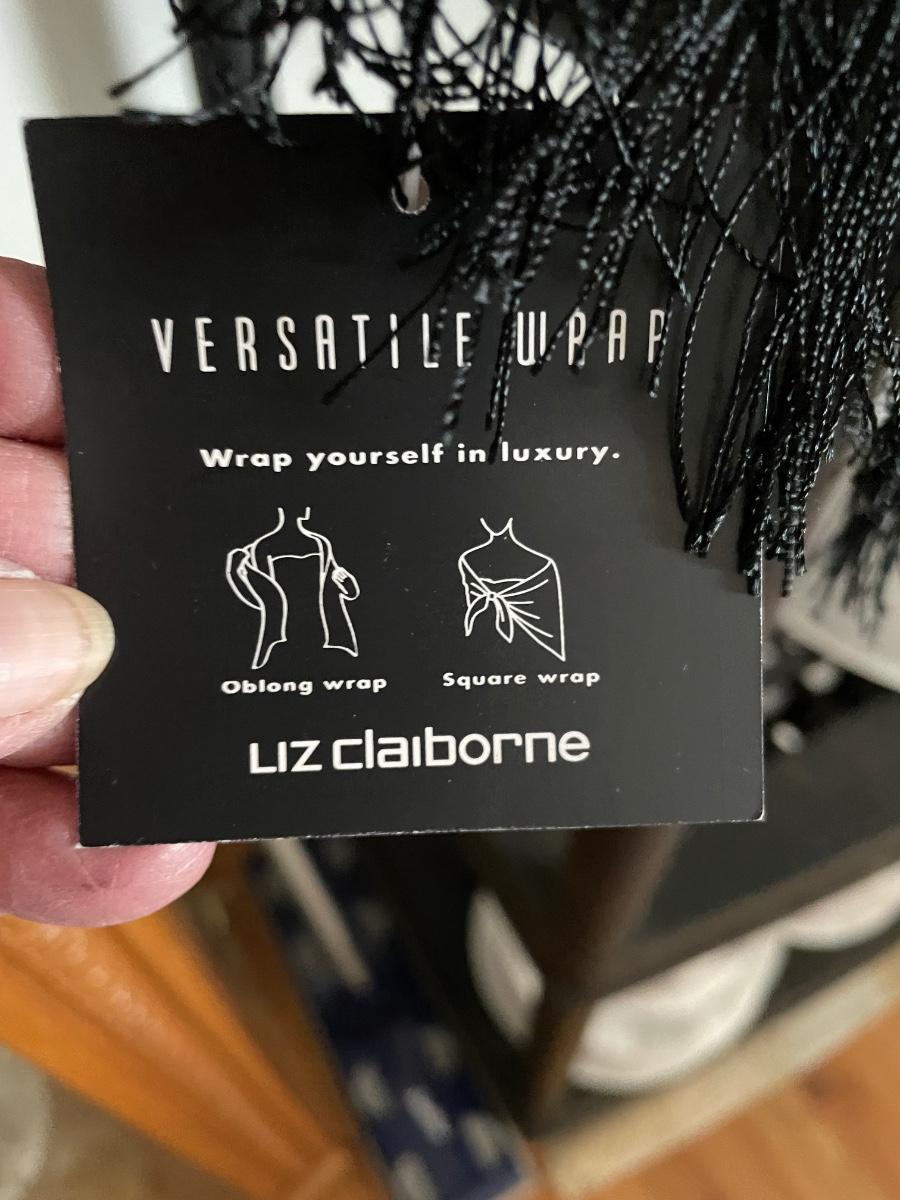 VERSATILE WRAP
Wrap yourself in luxury.
Oblong wrap
Square wrap
LIZ claiborne